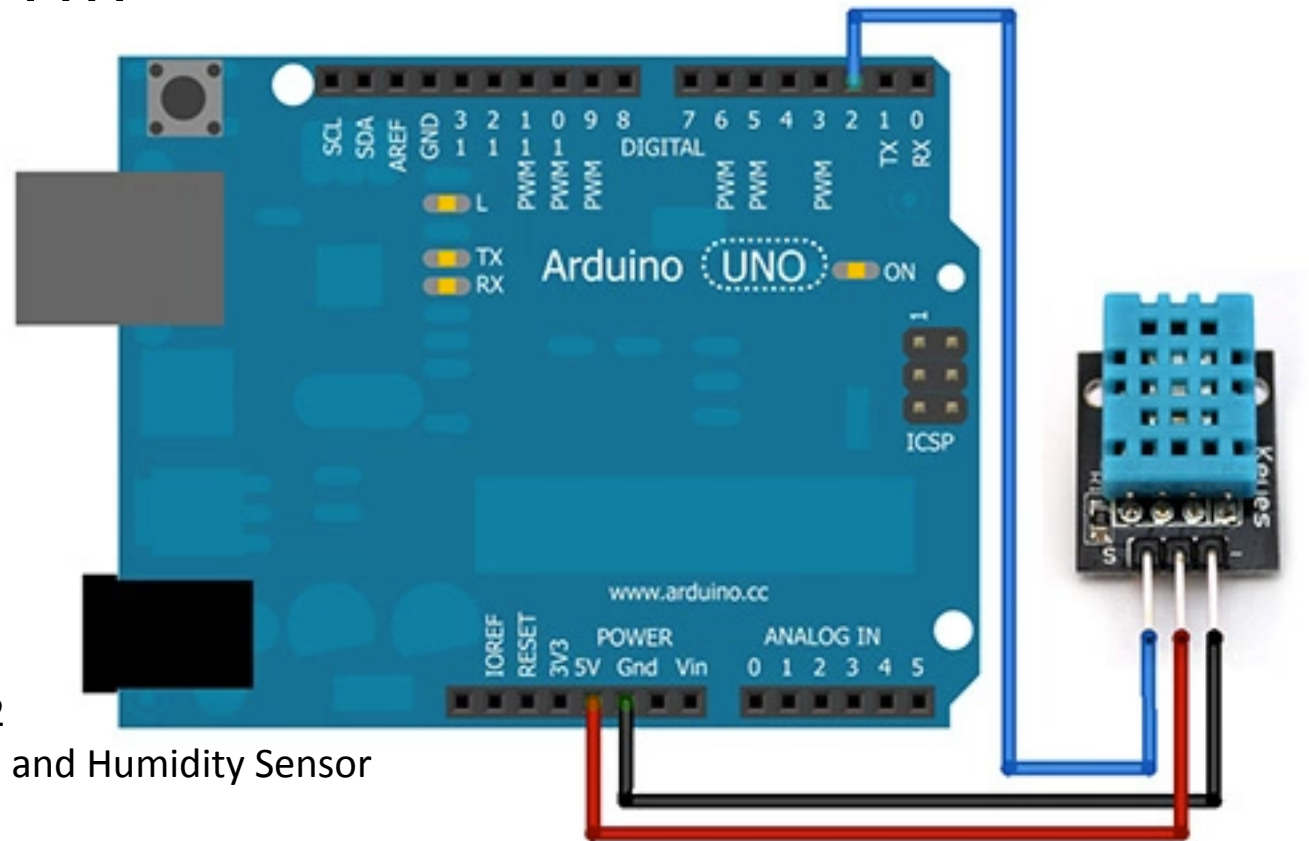 SCL SDA AREF GND 13 12 11 10 9 8 7 6 5 4 3 2 1 0
DIGITAL
PWM PWM PWM PWM PWM PWM TX RX
L
TX
RX
Arduino UNO ON
1
ICSP
Keyes
S -
www.arduino.cc
POWER ANALOG IN
IOREF RESET 3V3 5V Gnd Vin 0 1 2 3 4 5
2
and Humidity Sensor